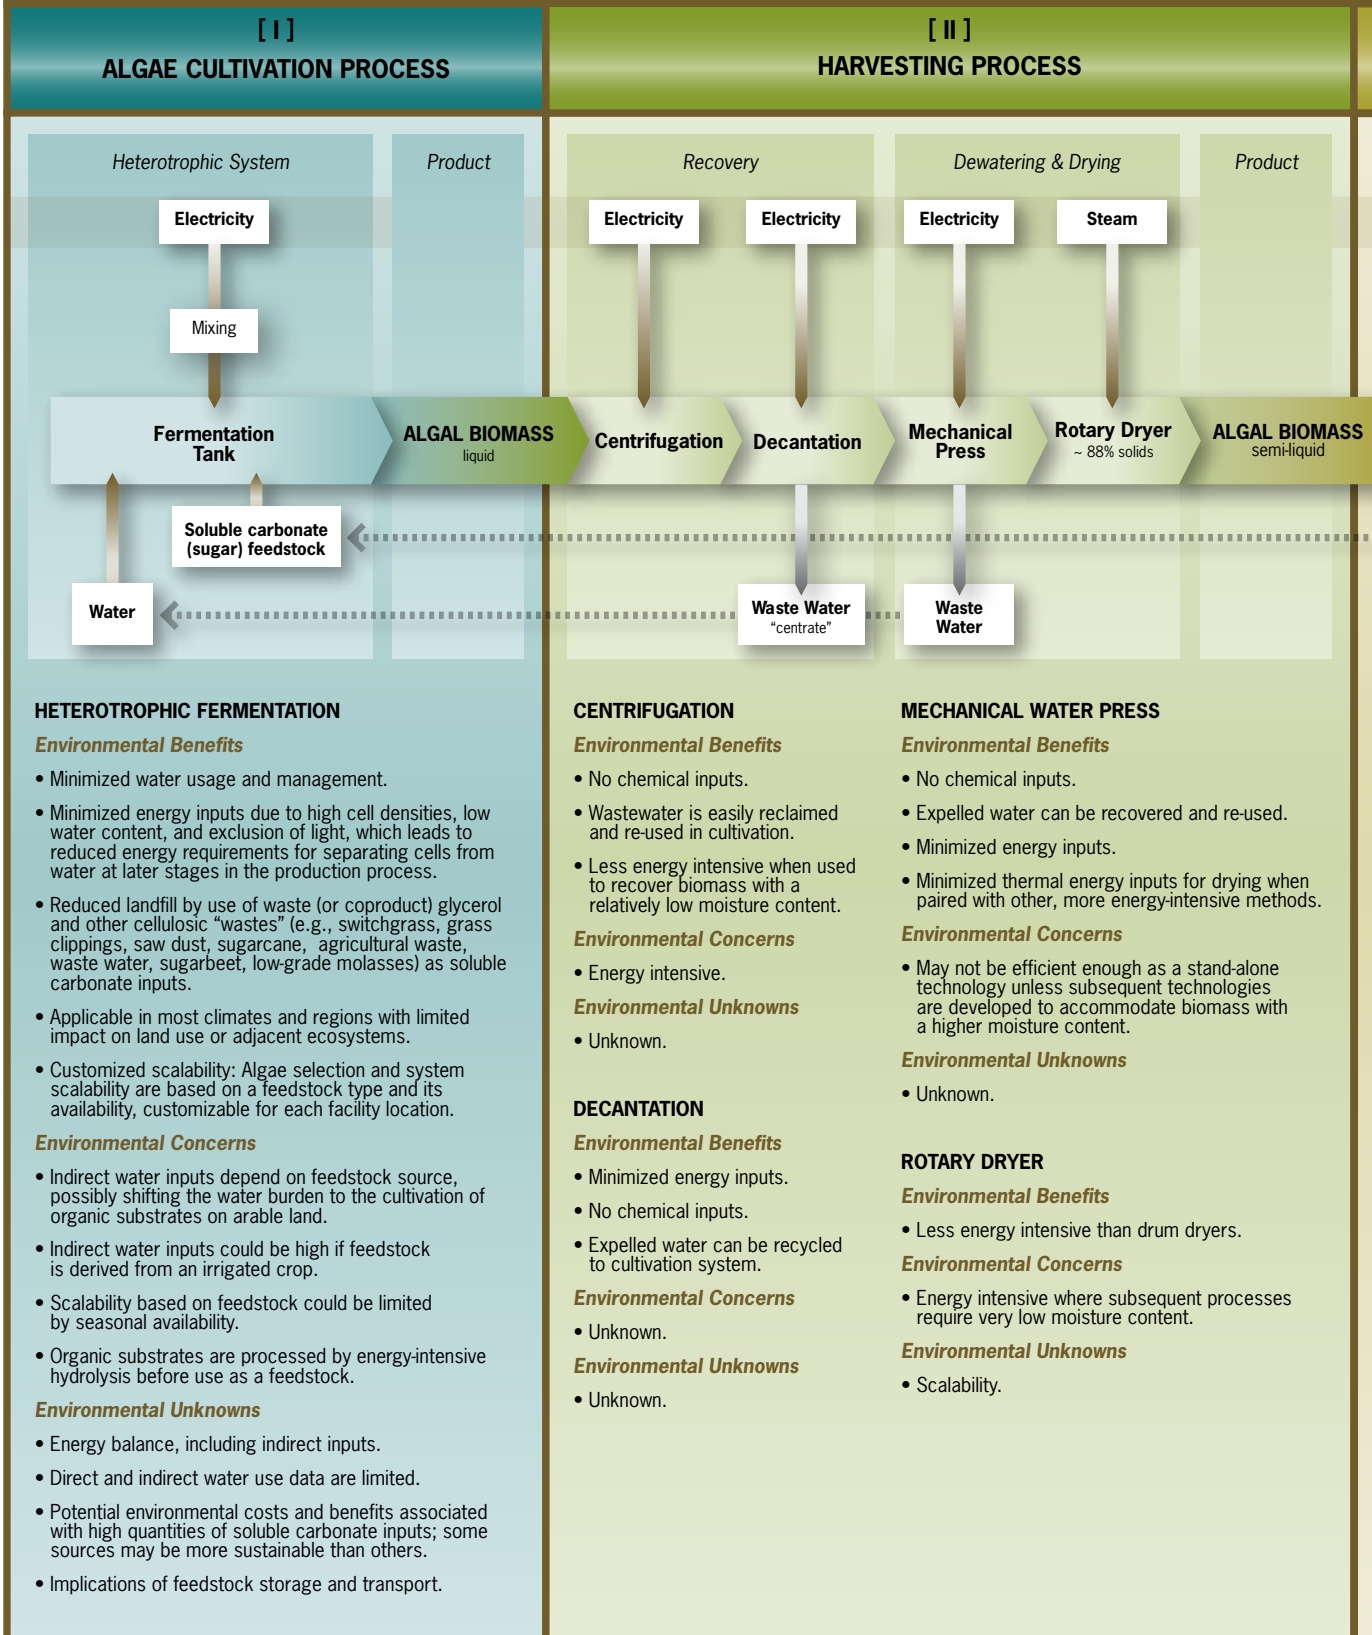 [ I ]
ALGAE CULTIVATION PROCESS
[ II ]
HARVESTING PROCESS
Heterotrophic System
Product
Recovery
Dewatering & Drying
Product
Electricity
Electricity
Electricity
Electricity
Steam
Mixing
Fermentation
Tank
ALGAL BIOMASS
liquid
Centrifugation
Decantation
Mechanical
Press
Rotary Dryer
~ 88% solids
ALGAL BIOMASS
semi-liquid
Soluble carbonate
(sugar) feedstock
Water
Waste Water
“centrate”
Waste
Water
HETEROTROPHIC FERMENTATION
Environmental Benefits
• Minimized water usage and management.
• Minimized energy inputs due to high cell densities, low
water content, and exclusion of light, which leads to
reduced energy requirements for separating cells from
water at later stages in the production process.
• Reduced landfill by use of waste (or coproduct) glycerol
and other cellulosic “wastes” (e.g., switchgrass, grass
clippings, saw dust, sugarcane, agricultural waste,
waste water, sugarbeet, low-grade molasses) as soluble
carbonate inputs.
• Applicable in most climates and regions with limited
impact on land use or adjacent ecosystems.
• Customized scalability: Algae selection and system
scalability are based on a feedstock type and its
availability, customizable for each facility location.
Environmental Concerns
• Indirect water inputs depend on feedstock source,
possibly shifting the water burden to the cultivation of
organic substrates on arable land.
• Indirect water inputs could be high if feedstock
is derived from an irrigated crop.
• Scalability based on feedstock could be limited
by seasonal availability.
• Organic substrates are processed by energy-intensive
hydrolysis before use as a feedstock.
Environmental Unknowns
• Energy balance, including indirect inputs.
• Direct and indirect water use data are limited.
• Potential environmental costs and benefits associated
with high quantities of soluble carbonate inputs; some
sources may be more sustainable than others.
• Implications of feedstock storage and transport.
CENTRIFUGATION
Environmental Benefits
• No chemical inputs.
• Wastewater is easily reclaimed
and re-used in cultivation.
• Less energy intensive when used
to recover biomass with a
relatively low moisture content.
Environmental Concerns
• Energy intensive.
Environmental Unknowns
• Unknown.
DECANTATION
Environmental Benefits
• Minimized energy inputs.
• No chemical inputs.
• Expelled water can be recycled
to cultivation system.
Environmental Concerns
• Unknown.
Environmental Unknowns
• Unknown.
MECHANICAL WATER PRESS
Environmental Benefits
• No chemical inputs.
• Expelled water can be recovered and re-used.
• Minimized energy inputs.
• Minimized thermal energy inputs for drying when
paired with other, more energy-intensive methods.
Environmental Concerns
• May not be efficient enough as a stand-alone
technology unless subsequent technologies
are developed to accommodate biomass with
a higher moisture content.
Environmental Unknowns
• Unknown.
ROTARY DRYER
Environmental Benefits
• Less energy intensive than drum dryers.
Environmental Concerns
• Energy intensive where subsequent processes
require very low moisture content.
Environmental Unknowns
• Scalability.